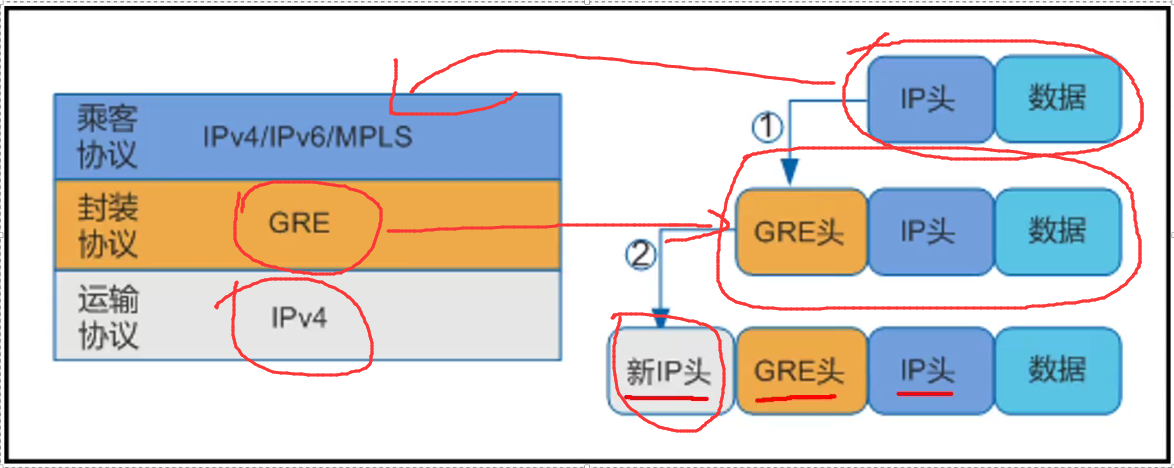 乘客
协议
IPv4/IPv6/MPLS
封装
协议
GRE
运输
协议
IPv4
IP头 数据
①
GRE头 IP头 数据
②
新IP头 GRE头 IP头 数据